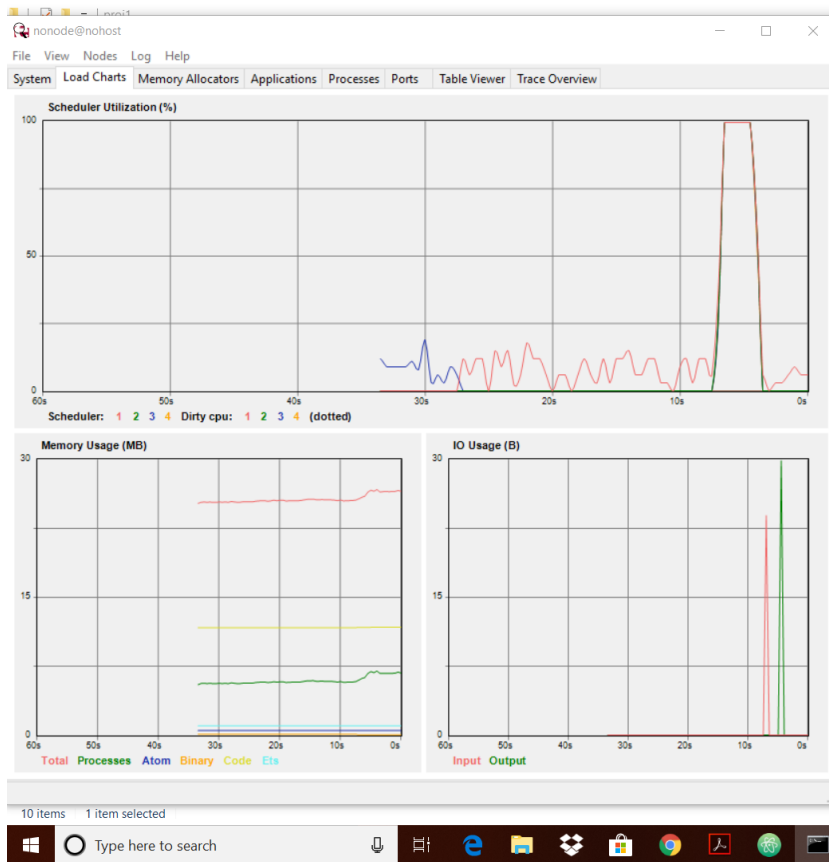 proj1
nonode@nohost
File View Nodes Log Help
System Load Charts Memory Allocators Applications Processes Ports Table Viewer Trace Overview
Scheduler Utilization (%)
100
50
0
60s 50s 40s 30s 20s 10s 0s
Scheduler: 1 2 3 4 Dirty cpu: 1 2 3 4 (dotted)
Memory Usage (MB)
30
15
0
60s 50s 40s 30s 20s 10s 0s
Total Processes Atom Binary Code Ets
IO Usage (B)
30
15
0
60s 50s 40s 30s 20s 10s 0s
Input Output
10 items 1 item selected
Type here to search